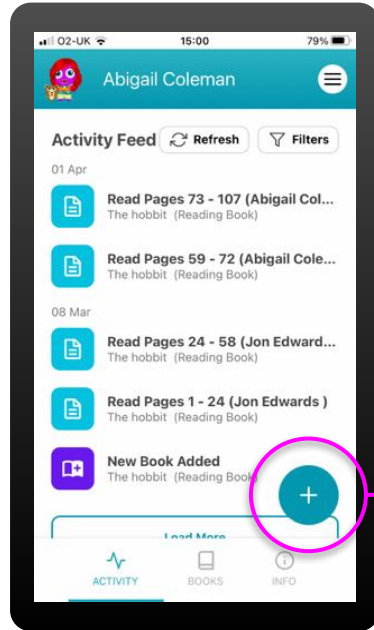 O2-UK 15:00 79%
Abigail Coleman
Activity Feed Refresh Filters
01 Apr
Read Pages 73 - 107 (Abigail Col...
The hobbit (Reading Book)
Read Pages 59 - 72 (Abigail Cole...
The hobbit (Reading Book)
08 Mar
Read Pages 24 - 58 (Jon Edward...
The hobbit (Reading Book)
Read Pages 1 - 24 (Jon Edwards )
The hobbit (Reading Book)
New Book Added
The hobbit (Reading Book
+
Load More
ACTIVITY BOOKS INFO